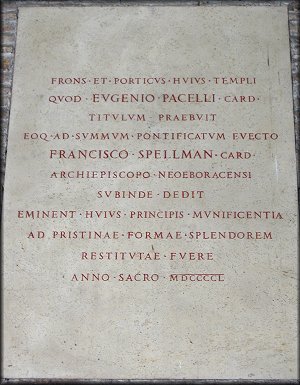 FRONS · ET · PORTICVS · HVIVS · TEMPLI
QVOD · EVGENIO · PACELLI · CARD ·
TITVLVM PRAEBVIT
EOQ · AD · SVMMVM · PONTIFICATVM EVECTO
FRANCISCO · SPELLMAN · CARD ·
ARCHIEPISCOPO · NEOEBORACENSI
SVBINDE · DEDIT
EMINENT · HVIVS · PRINCIPIS · MVNIFICENTIA
AD · PRISTINAE · FORMAE · SPLENDOREM
RESTITVTAE · FVERE
ANNO · SACRO · MDCCCCL